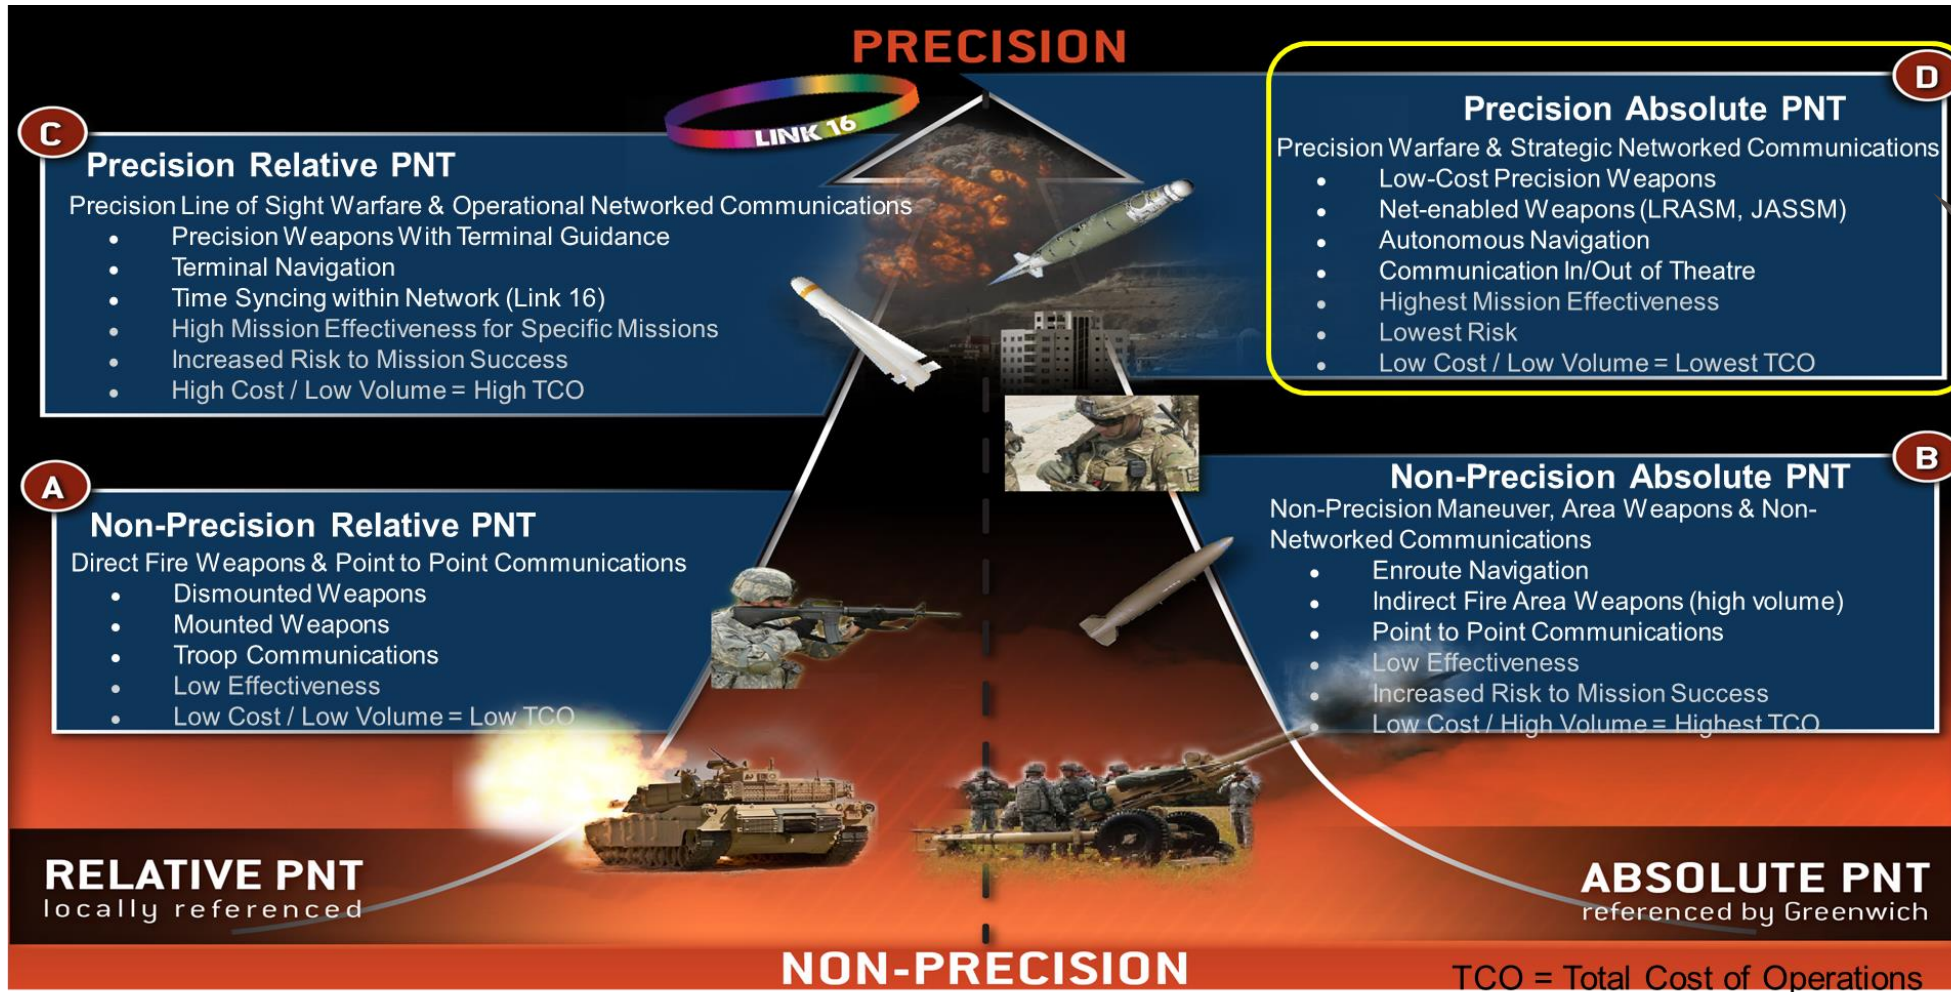 PRECISION
LINK 16
C
Precision Relative PNT
Precision Line of Sight Warfare & Operational Networked Communications
• Precision Weapons With Terminal Guidance
• Terminal Navigation
• Time Syncing within Network (Link 16)
• High Mission Effectiveness for Specific Missions
• Increased Risk to Mission Success
• High Cost / Low Volume = High TCO
D
Precision Absolute PNT
Precision Warfare & Strategic Networked Communications
• Low-Cost Precision Weapons
• Net-enabled Weapons (LRASM, JASSM)
• Autonomous Navigation
• Communication In/Out of Theatre
• Highest Mission Effectiveness
• Lowest Risk
• Low Cost / Low Volume = Lowest TCO
A
Non-Precision Relative PNT
Direct Fire Weapons & Point to Point Communications
• Dismounted Weapons
• Mounted Weapons
• Troop Communications
• Low Effectiveness
• Low Cost / Low Volume = Low TCO
B
Non-Precision Absolute PNT
Non-Precision Maneuver, Area Weapons & Non-
Networked Communications
• Enroute Navigation
• Indirect Fire Area Weapons (high volume)
• Point to Point Communications
• Low Effectiveness
• Increased Risk to Mission Success
• Low Cost / High Volume = Highest TCO
RELATIVE PNT
locally referenced
ABSOLUTE PNT
referenced by Greenwich
NON-PRECISION
TCO = Total Cost of Operations